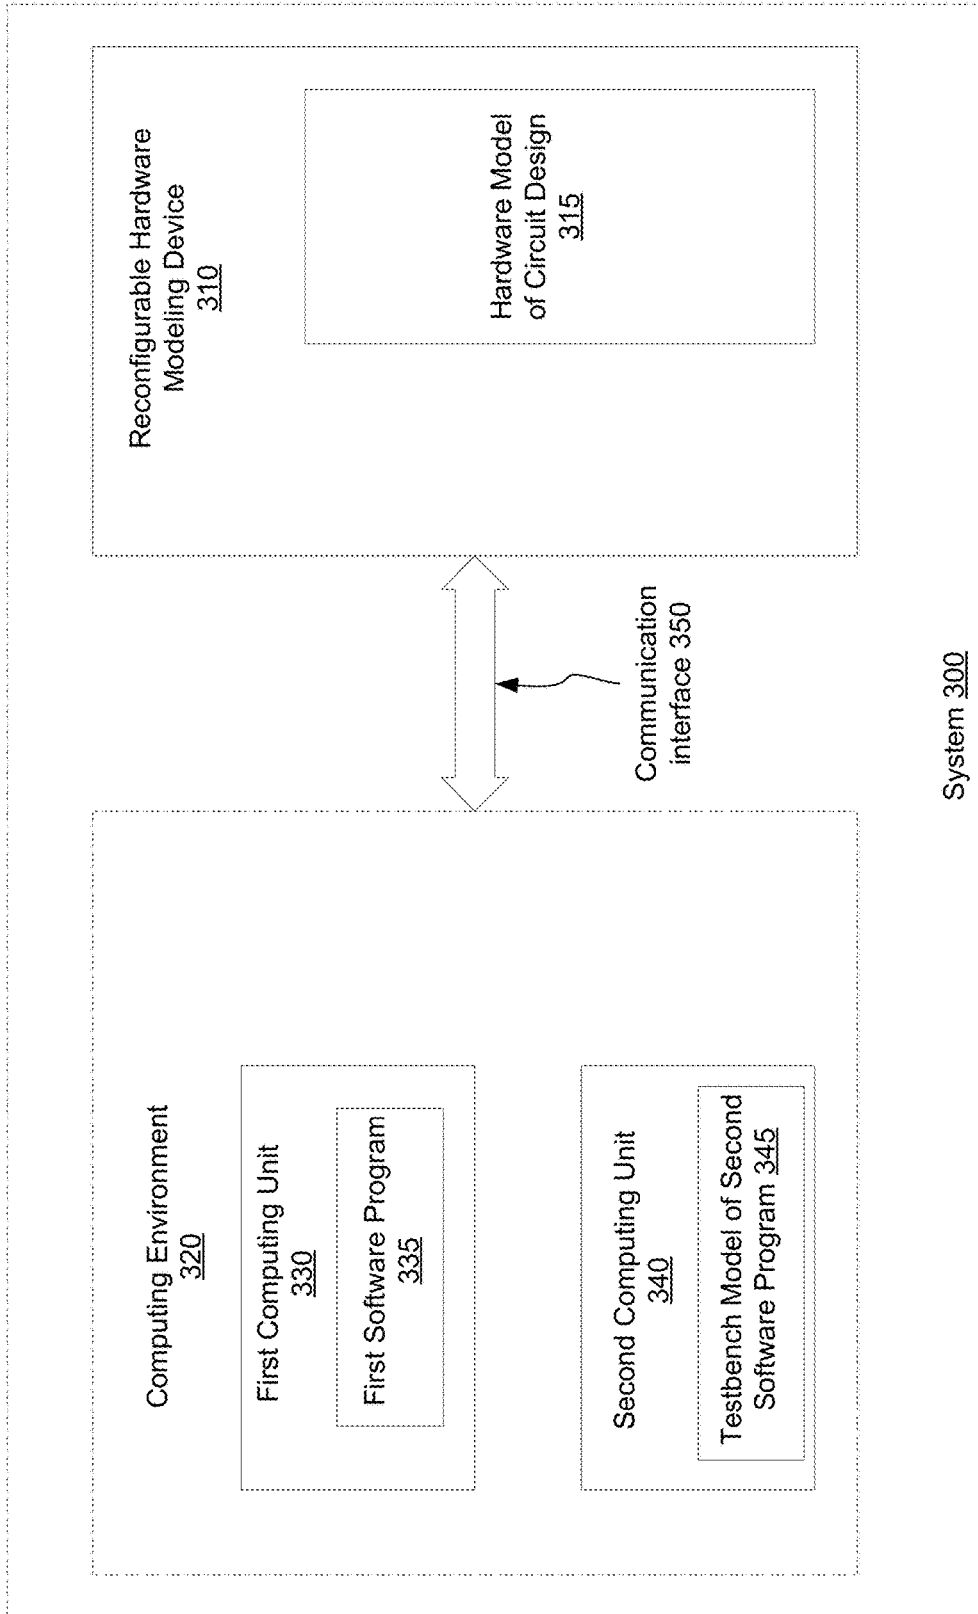 Computing Environment
320
First Computing Unit
330
First Software Program
335
Second Computing Unit
340
Testbench Model of Second
Software Program 345
Communication
interface 350
Reconfigurable Hardware
Modeling Device
310
Hardware Model
of Circuit Design
315
System 300